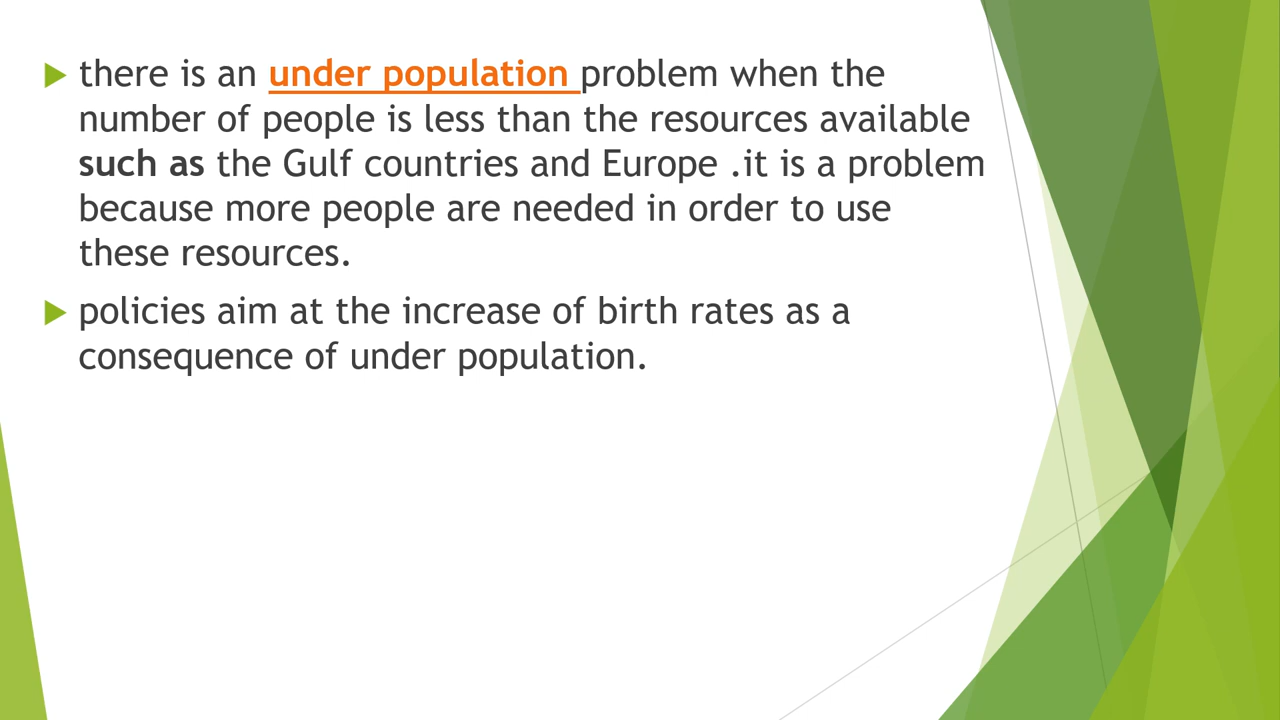 there is an under population problem when the
number of people is less than the resources available
such as the Gulf countries and Europe .it is a problem
because more people are needed in order to use
these resources.
policies aim at the increase of birth rates as a
consequence of under population.